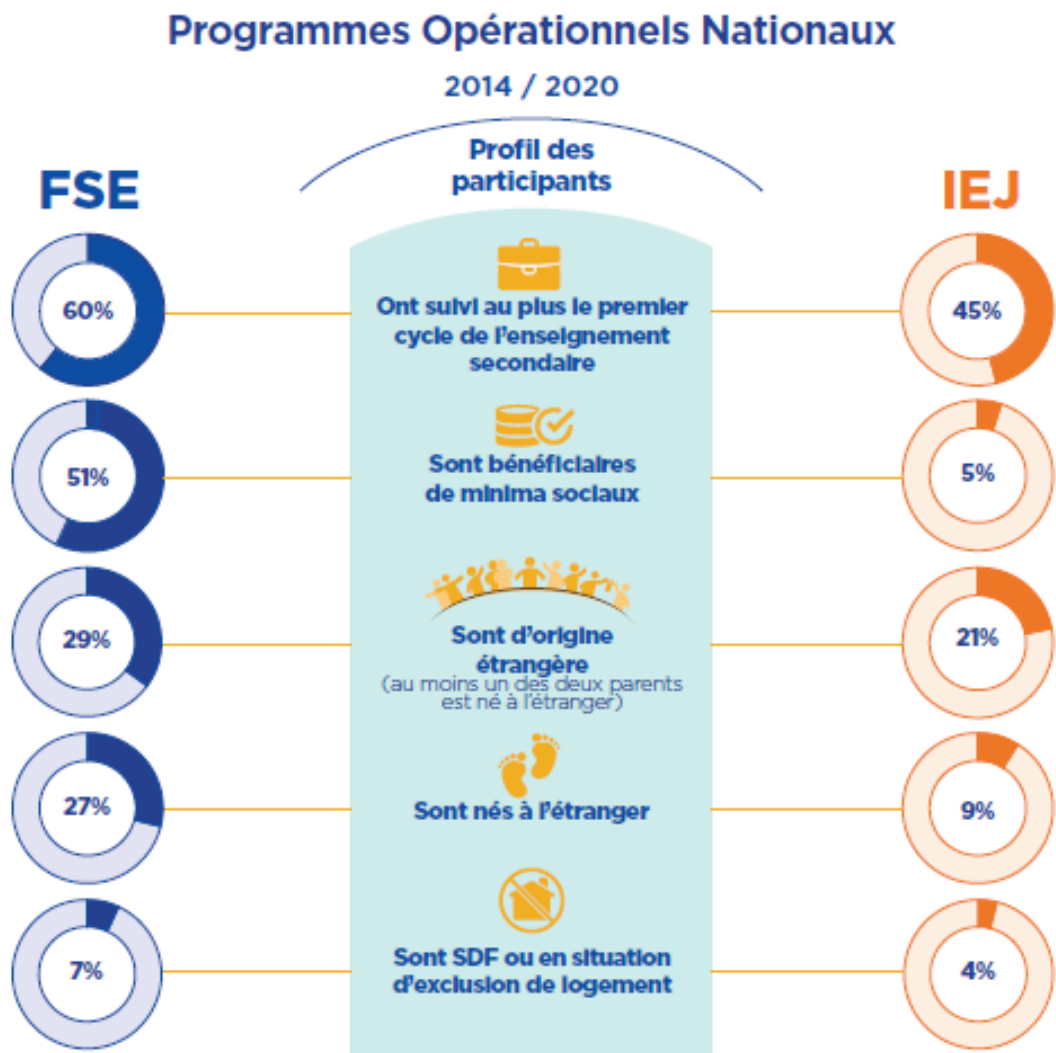 Programmes Opérationnels Nationaux
2014 / 2020
Profil des
participants
FSE
IEJ
60%
Ont suivi au plus le premier
cycle de l'enseignement
secondaire
45%
51%
Sont bénéficiaires
de minima sociaux
5%
29%
Sont d'origine
étrangère
(au moins un des deux parents
est né à l'étranger)
21%
27%
Sont nés à l'étranger
9%
7%
Sont SDF ou en situation
d'exclusion de logement
4%